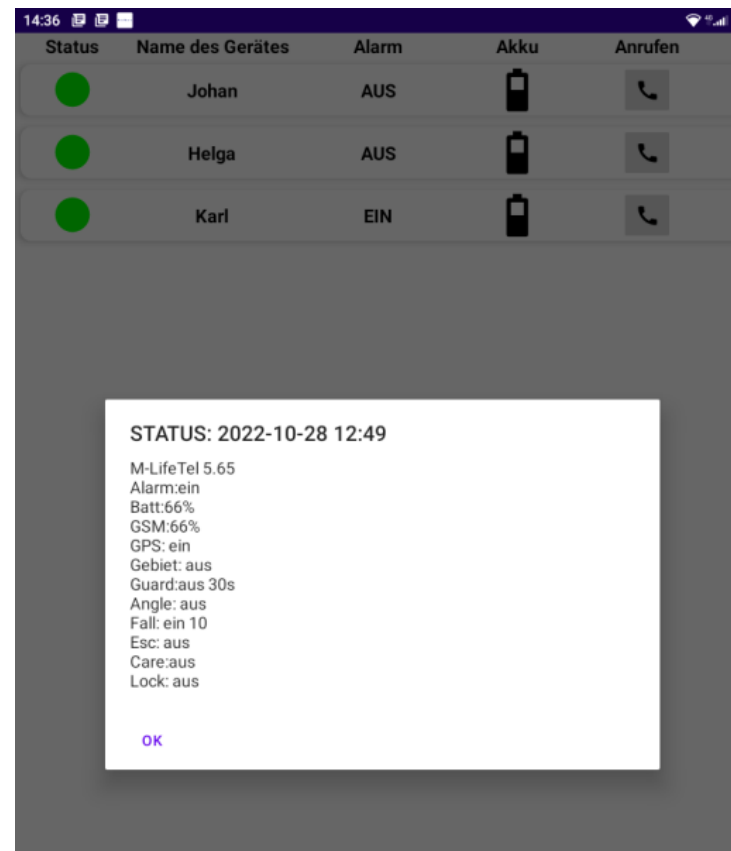 14:36
Status Name des Gerätes Alarm Akku Anrufen
Johan AUS
Helga AUS
Karl EIN
STATUS: 2022-10-28 12:49
M-LifeTel 5.65
Alarm:ein
Batt:66%
GSM:66%
GPS: ein
Gebiet: aus
Guard:aus 30s
Angle: aus
Fall: ein 10
Esc: aus
Care:aus
Lock: aus
OK